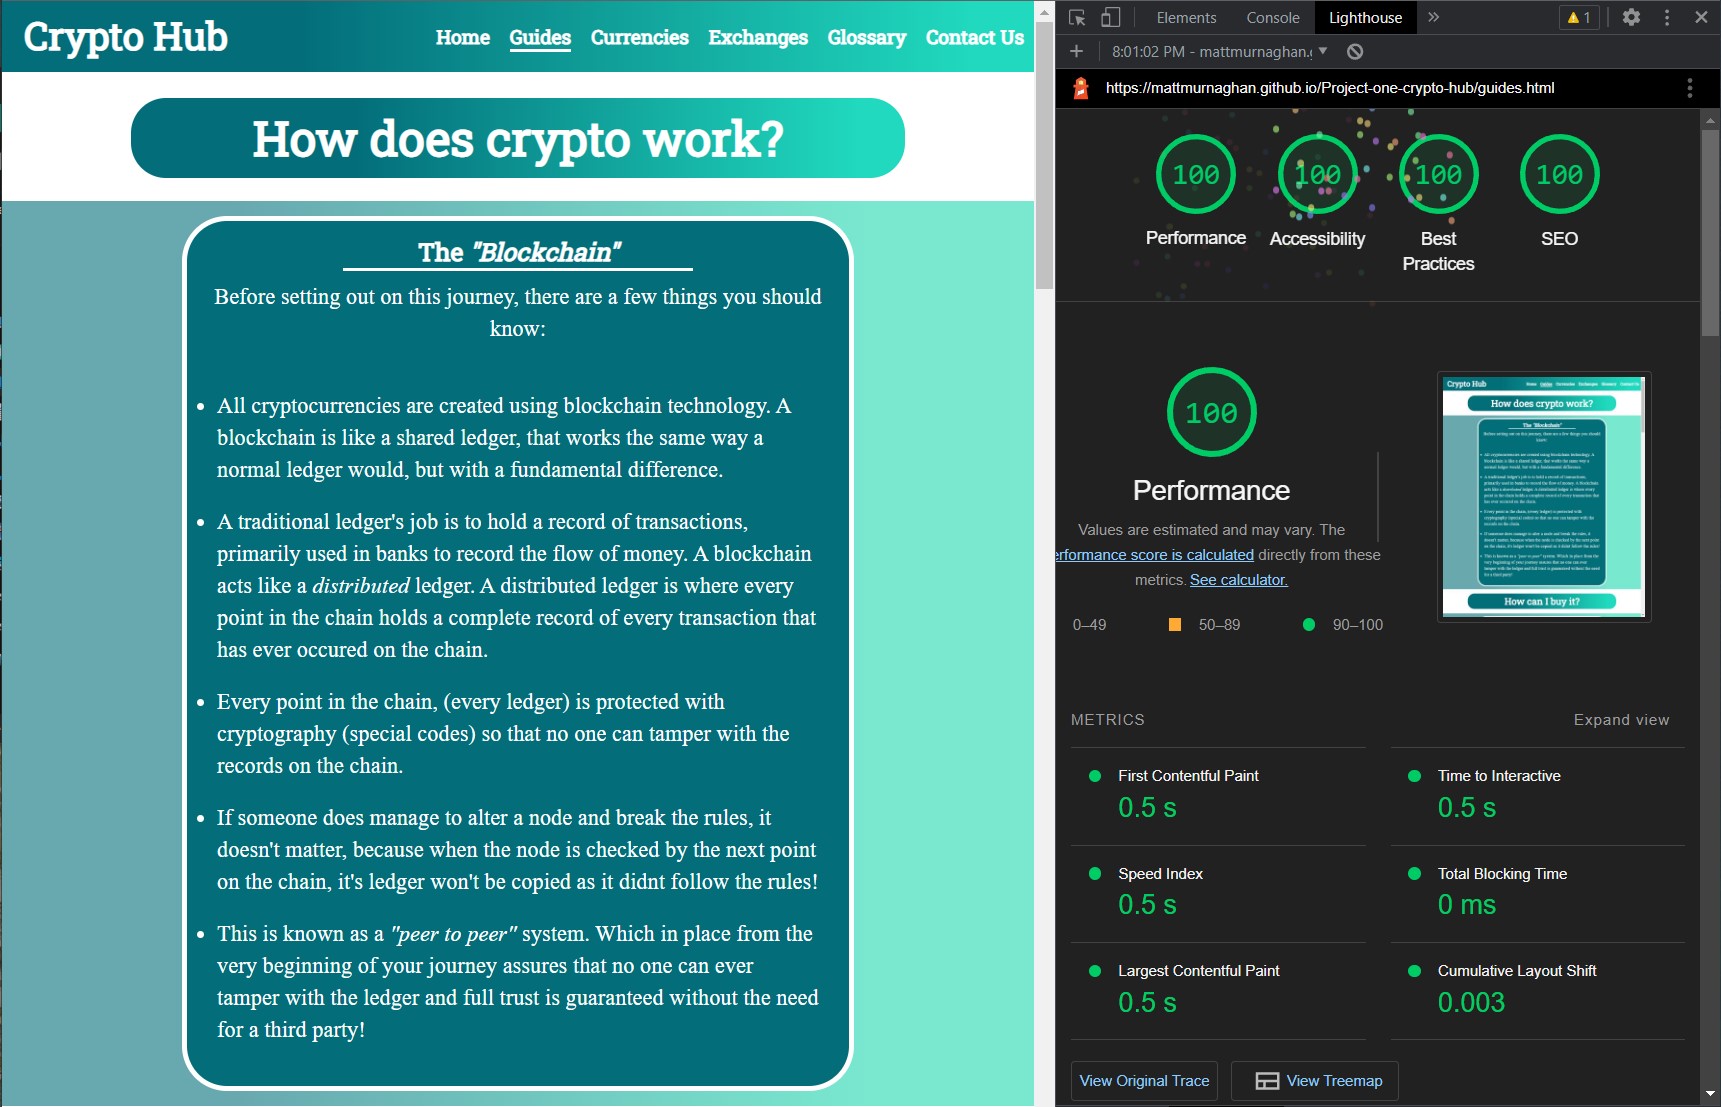 Crypto Hub
Home Guides Currencies Exchanges Glossary Contact Us
How does crypto work?
The "Blockchain"
Before setting out on this journey, there are a few things you should
know:
• All cryptocurrencies are created using blockchain technology. A
blockchain is like a shared ledger, that works the same way a
normal ledger would, but with a fundamental difference.
• A traditional ledger's job is to hold a record of transactions,
primarily used in banks to record the flow of money. A blockchain
acts like a distributed ledger. A distributed ledger is where every
point in the chain holds a complete record of every transaction that
has ever occured on the chain.
• Every point in the chain, (every ledger) is protected with
cryptography (special codes) so that no one can tamper with the
records on the chain.
• If someone does manage to alter a node and break the rules, it
doesn't matter, because when the node is checked by the next point
on the chain, it's ledger won't be copied as it didnt follow the rules!
• This is known as a "peer to peer" system. Which in place from the
very beginning of your journey assures that no one can ever
tamper with the ledger and full trust is guaranteed without the need
for a third party!
Elements Console Lighthouse » 1
8:01:02 PM - mattmurnaghan.g
https://mattmurnaghan.github.io/Project-one-crypto-hub/guides.html
100 100 100 100
Performance Accessibility Best SEO
Practices
100
Performance
Values are estimated and may vary. The
erformance score is calculated directly from these
metrics. See calculator.
0–49 50–89 90–100
Crypto Hub
How does crypto work?
The "Blockchain"
How can I buy it?
METRICS Expand view
First Contentful Paint Time to Interactive
0.5 s 0.5 s
Speed Index Total Blocking Time
0.5 s 0 ms
Largest Contentful Paint Cumulative Layout Shift
0.5 s 0.003
View Original Trace View Treemap